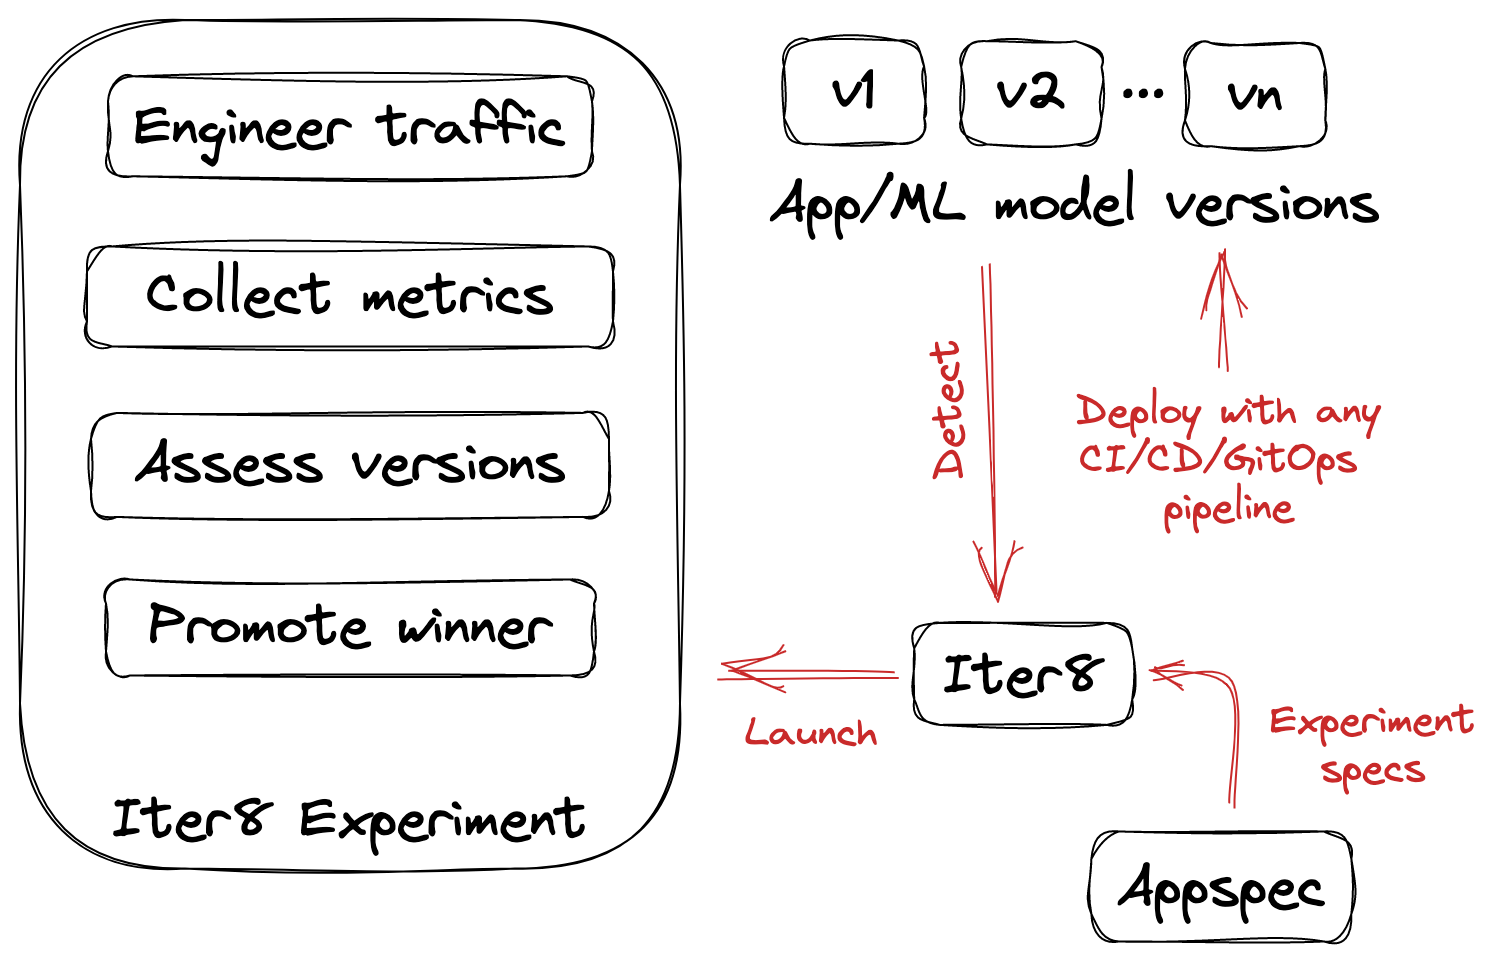 Engineer traffic
Collect metrics
Assess versions
Promote winner
Iter8 Experiment
v1
v2
...
vn
App/ML model versions
Detect
Deploy with any
CI/CD/GitOps
pipeline
Iter8
Launch
Experiment
specs
Appspec